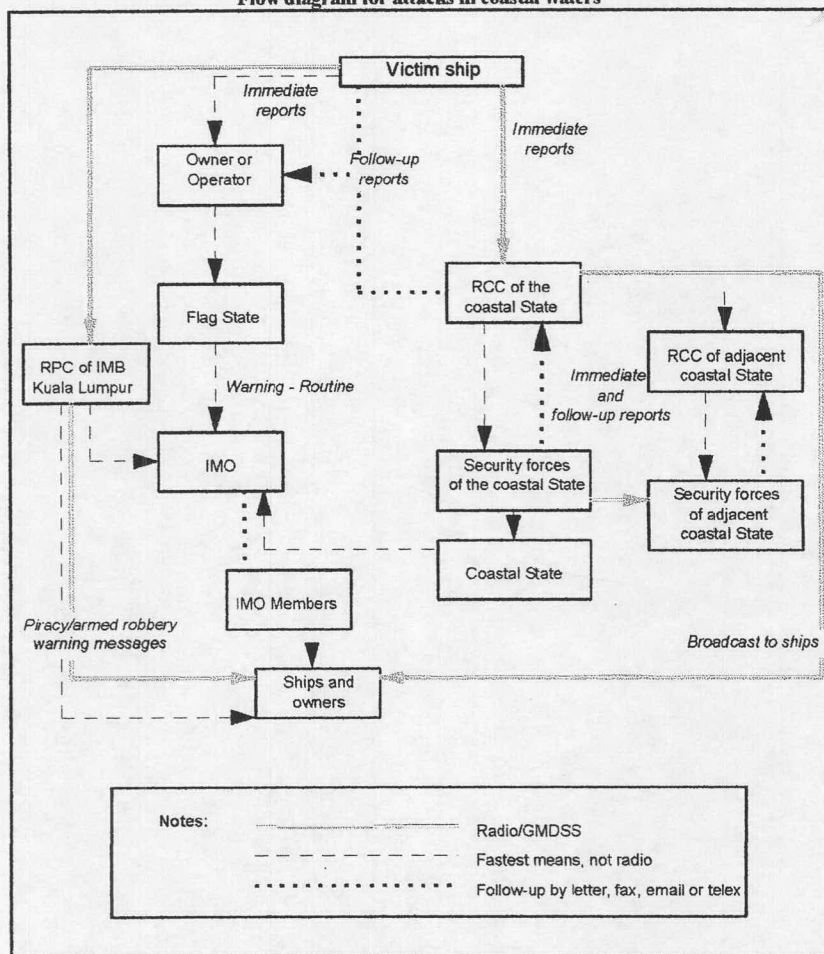 Flow diagram for attacks in coastal waters
Victim ship
Immediate
reports
Immediate
reports
Owner or
Operator
Follow-up
reports
RCC of the
coastal State
Flag State
RPC of IMB
Kuala Lumpur
RCC of adjacent
coastal State
Warning - Routine
Immediate
and
follow-up reports
IMO
Security forces
of the coastal State
Security forces
of adjacent
coastal State
Coastal State
IMO Members
Piracy/armed robbery
warning messages
Broadcast to ships
Ships and
owners
Notes:
Radio/GMDSS
Fastest means, not radio
Follow-up by letter, fax, email or telex